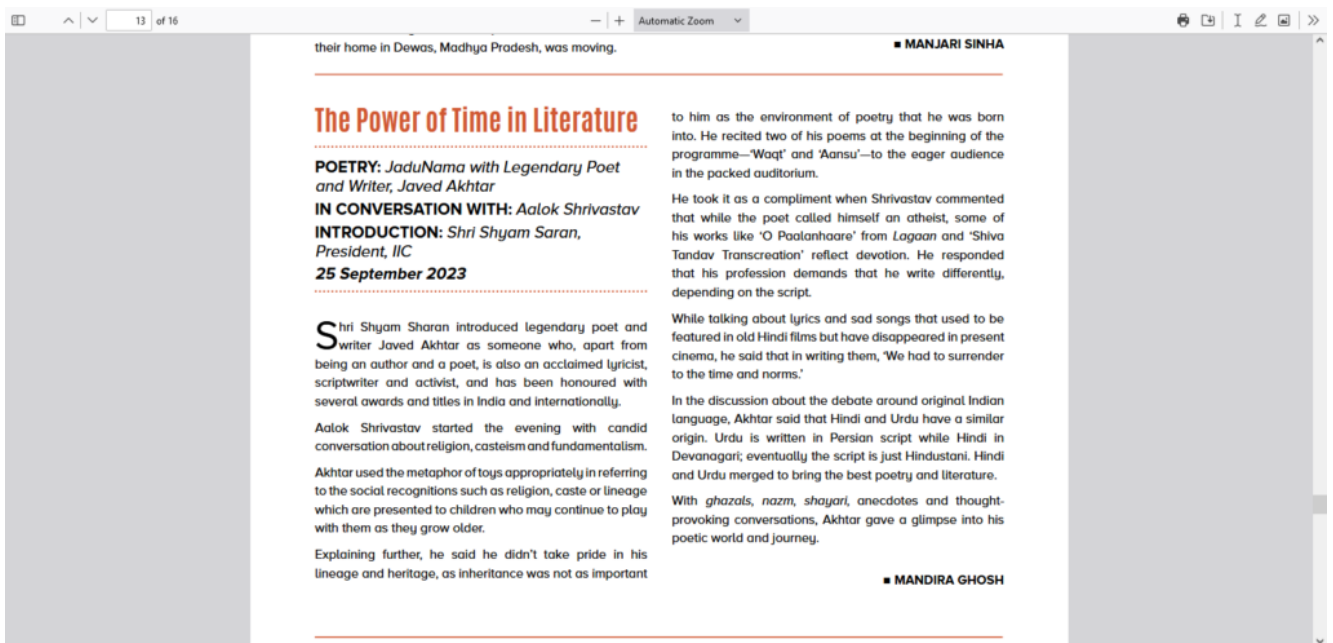 13 of 16
Automatic Zoom
their home in Dewas, Madhya Pradesh, was moving.
■ MANJARI SINHA
The Power of Time in Literature
POETRY: JaduNama with Legendary Poet
and Writer, Javed Akhtar
IN CONVERSATION WITH: Aalok Shrivastav
INTRODUCTION: Shri Shyam Saran,
President, IIC
25 September 2023
Shri Shyam Sharan introduced legendary poet and
writer Javed Akhtar as someone who, apart from
being an author and a poet, is also an acclaimed lyricist,
scriptwriter and activist, and has been honoured with
several awards and titles in India and internationally.
Aalok Shrivastav started the evening with candid
conversation about religion, casteism and fundamentalism.
Akhtar used the metaphor of toys appropriately in referring
to the social recognitions such as religion, caste or lineage
which are presented to children who may continue to play
with them as they grow older.
Explaining further, he said he didn't take pride in his
lineage and heritage, as inheritance was not as important
to him as the environment of poetry that he was born
into. He recited two of his poems at the beginning of the
programme—'Waqt' and 'Aansu'—to the eager audience
in the packed auditorium.
He took it as a compliment when Shrivastav commented
that while the poet called himself an atheist, some of
his works like 'O Paalanhaare' from Lagaan and 'Shiva
Tandav Transcreation' reflect devotion. He responded
that his profession demands that he write differently,
depending on the script.
While talking about lyrics and sad songs that used to be
featured in old Hindi films but have disappeared in present
cinema, he said that in writing them, 'We had to surrender
to the time and norms.'
In the discussion about the debate around original Indian
language, Akhtar said that Hindi and Urdu have a similar
origin. Urdu is written in Persian script while Hindi in
Devanagari; eventually the script is just Hindustani. Hindi
and Urdu merged to bring the best poetry and literature.
With ghazals, nazm, shayari, anecdotes and thought-
provoking conversations, Akhtar gave a glimpse into his
poetic world and journey.
■ MANDIRA GHOSH